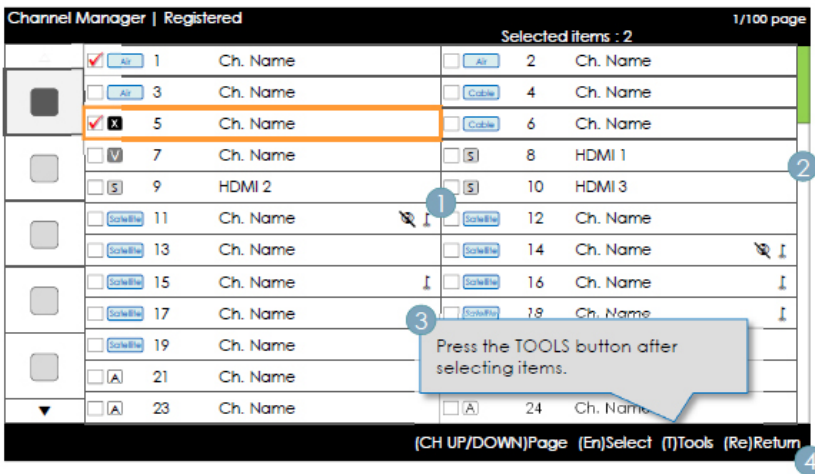 Channel Manager | Registered
1/100 page
Selected items : 2
Air 1 Ch. Name
Air 2 Ch. Name
Air 3 Ch. Name
Cable 4 Ch. Name
X 5 Ch. Name
Cable 6 Ch. Name
V 7 Ch. Name
S 8 HDMI 1
2
S 9 HDMI 2
S 10 HDMI 3
1
Satellite 11 Ch. Name
Satellite 12 Ch. Name
Satellite 13 Ch. Name
Satellite 14 Ch. Name
Satellite 15 Ch. Name
Satellite 16 Ch. Name
Satellite 17 Ch. Name
Satellite 18 Ch. Name
3
Satellite 19 Ch. Name
Press the TOOLS button after
selecting items.
A 21 Ch. Name
A 23 Ch. Name
A 24 Ch. Name
(CH UP/DOWN)Page (En)Select (T)Tools (Re)Return
4